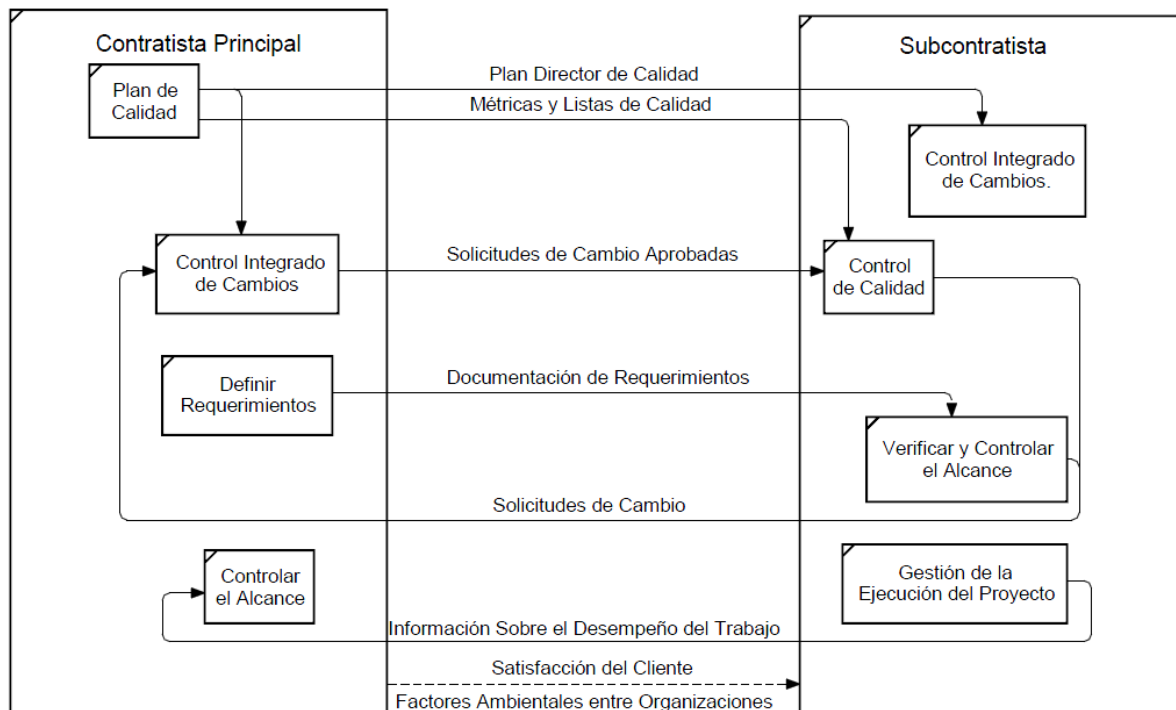 Contratista Principal
Subcontratista
Plan de
Calidad
Plan Director de Calidad
Métricas y Listas de Calidad
Control Integrado
de Cambios.
Control Integrado
de Cambios
Solicitudes de Cambio Aprobadas
Control
de Calidad
Definir
Requerimientos
Documentación de Requerimientos
Verificar y Controlar
el Alcance
Solicitudes de Cambio
Controlar
el Alcance
Gestión de la
Ejecución del Proyecto
Información Sobre el Desempeño del Trabajo
Satisfacción del Cliente
Factores Ambientales entre Organizaciones